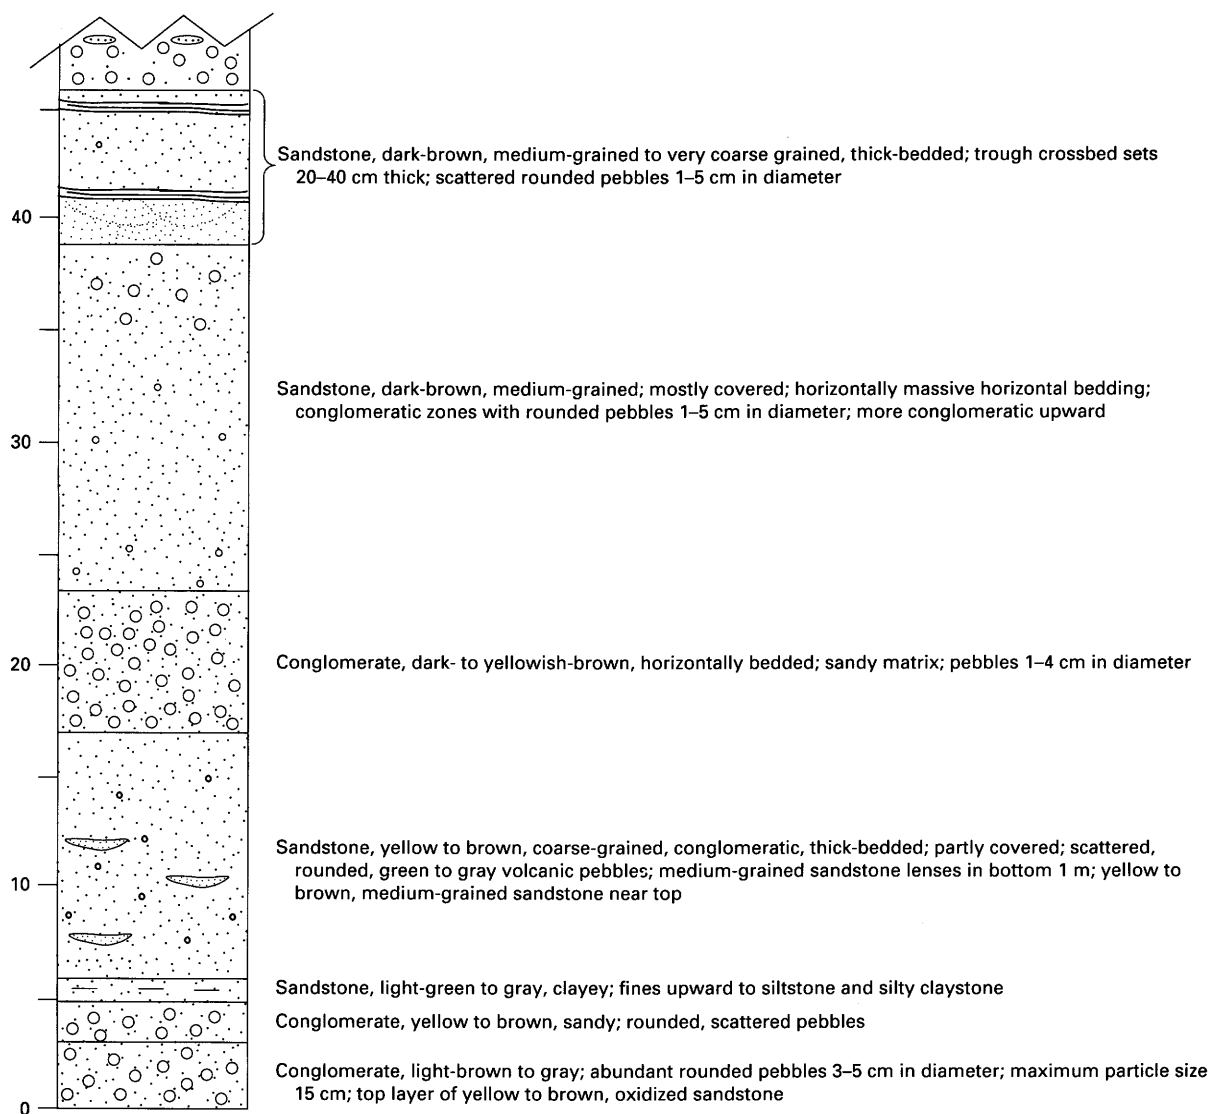 Sandstone, dark-brown, medium-grained to very coarse grained, thick-bedded; trough crossbed sets
20–40 cm thick; scattered rounded pebbles 1–5 cm in diameter
40
Sandstone, dark-brown, medium-grained; mostly covered; horizontally massive horizontal bedding;
conglomeratic zones with rounded pebbles 1–5 cm in diameter; more conglomeratic upward
30
Conglomerate, dark- to yellowish-brown, horizontally bedded; sandy matrix; pebbles 1–4 cm in diameter
20
Sandstone, yellow to brown, coarse-grained, conglomeratic, thick-bedded; partly covered; scattered,
rounded, green to gray volcanic pebbles; medium-grained sandstone lenses in bottom 1 m; yellow to
10
brown, medium-grained sandstone near top
Sandstone, light-green to gray, clayey; fines upward to siltstone and silty claystone
Conglomerate, yellow to brown, sandy; rounded, scattered pebbles
Conglomerate, light-brown to gray; abundant rounded pebbles 3–5 cm in diameter; maximum particle size
15 cm; top layer of yellow to brown, oxidized sandstone
0